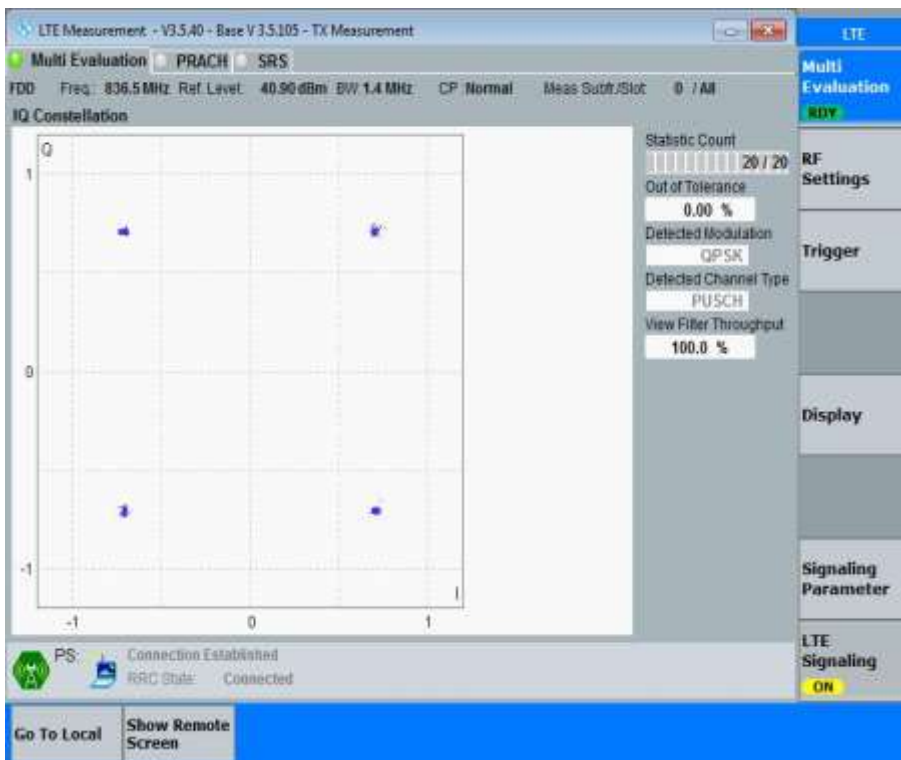 LTE Measurement - V3.5.40 - Base V 3.5.105 - TX Measurement
LTE
Multi Evaluation PRACH SRS
Multi
Evaluation
RDY
FDD Freq.: 836.5 MHz Ref. Level: 40.90 dBm BW: 1.4 MHz CP: Normal Meas Subfr./Slot: 0 / All
IQ Constellation
Q
1
0
-1
-1 0 1
I
Statistic Count
20 / 20
Out of Tolerance
0.00 %
Detected Modulation
QPSK
Detected Channel Type
PUSCH
View Filter Throughput
100.0 %
RF
Settings
Trigger
Display
Signaling
Parameter
LTE
Signaling
ON
PS: Connection Established
RRC State: Connected
Go To Local
Show Remote
Screen